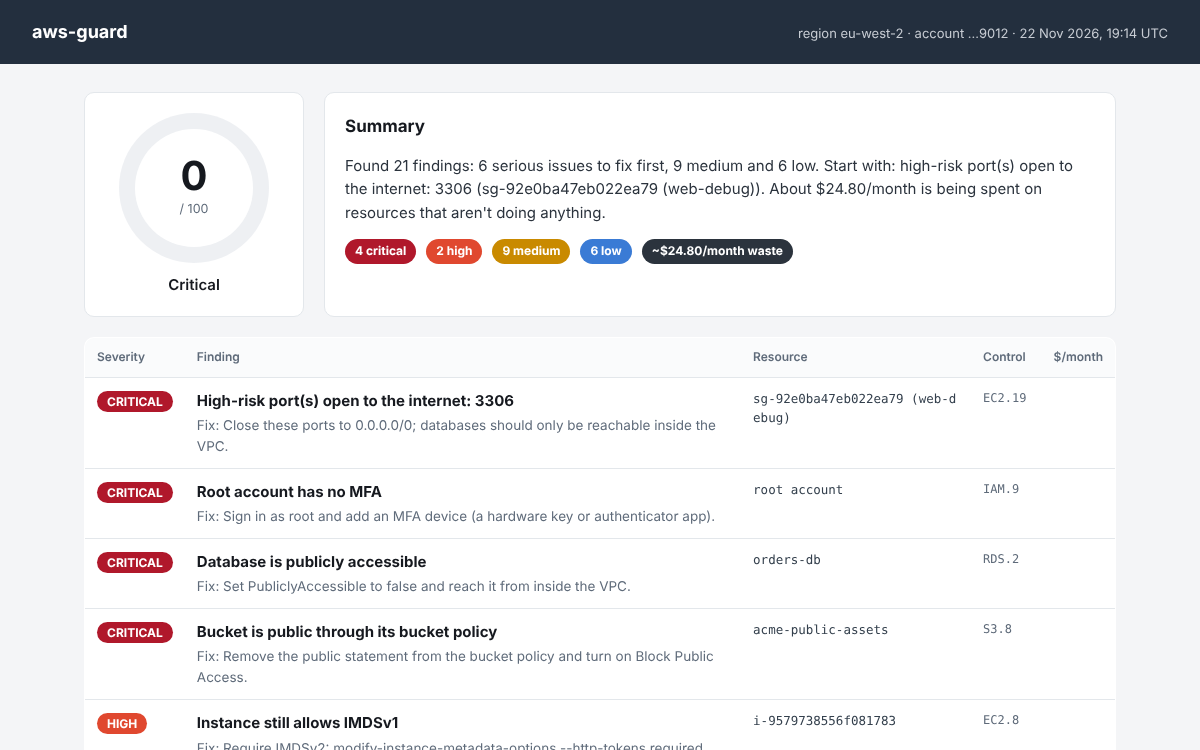 aws-guard
region eu-west-2 · account …9012 · 22 Nov 2026, 19:14 UTC
0
/ 100
Critical
Summary
Found 21 findings: 6 serious issues to fix first, 9 medium and 6 low. Start with: high-risk port(s) open to
the internet: 3306 (sg-92e0ba47eb022ea79 (web-debug)). About $24.80/month is being spent on
resources that aren't doing anything.
4 critical 2 high 9 medium 6 low ~$24.80/month waste
Severity Finding Resource Control $/month
CRITICAL High-risk port(s) open to the internet: 3306 sg-92e0ba47eb022ea79 (web-d EC2.19
ebug)
Fix: Close these ports to 0.0.0.0/0; databases should only be reachable inside the
VPC.
CRITICAL Root account has no MFA root account IAM.9
Fix: Sign in as root and add an MFA device (a hardware key or authenticator app).
CRITICAL Database is publicly accessible orders-db RDS.2
Fix: Set PubliclyAccessible to false and reach it from inside the VPC.
CRITICAL Bucket is public through its bucket policy acme-public-assets S3.8
Fix: Remove the public statement from the bucket policy and turn on Block Public
Access.
HIGH Instance still allows IMDSv1 i-9579738556f081783 EC2.8
Fix: Require IMDSv2: modify-instance-metadata-options --http-tokens required